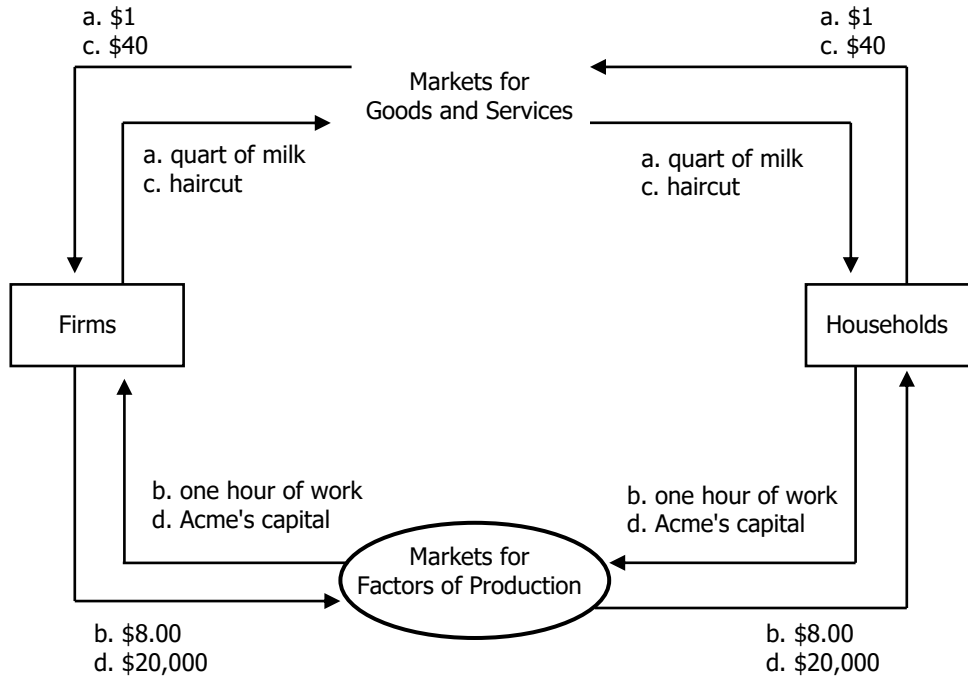 a. $1
c. $40
a. $1
c. $40
Markets for
Goods and Services
a. quart of milk
c. haircut
a. quart of milk
c. haircut
Firms
Households
b. one hour of work
d. Acme's capital
b. one hour of work
d. Acme's capital
Markets for
Factors of Production
b. $8.00
d. $20,000
b. $8.00
d. $20,000